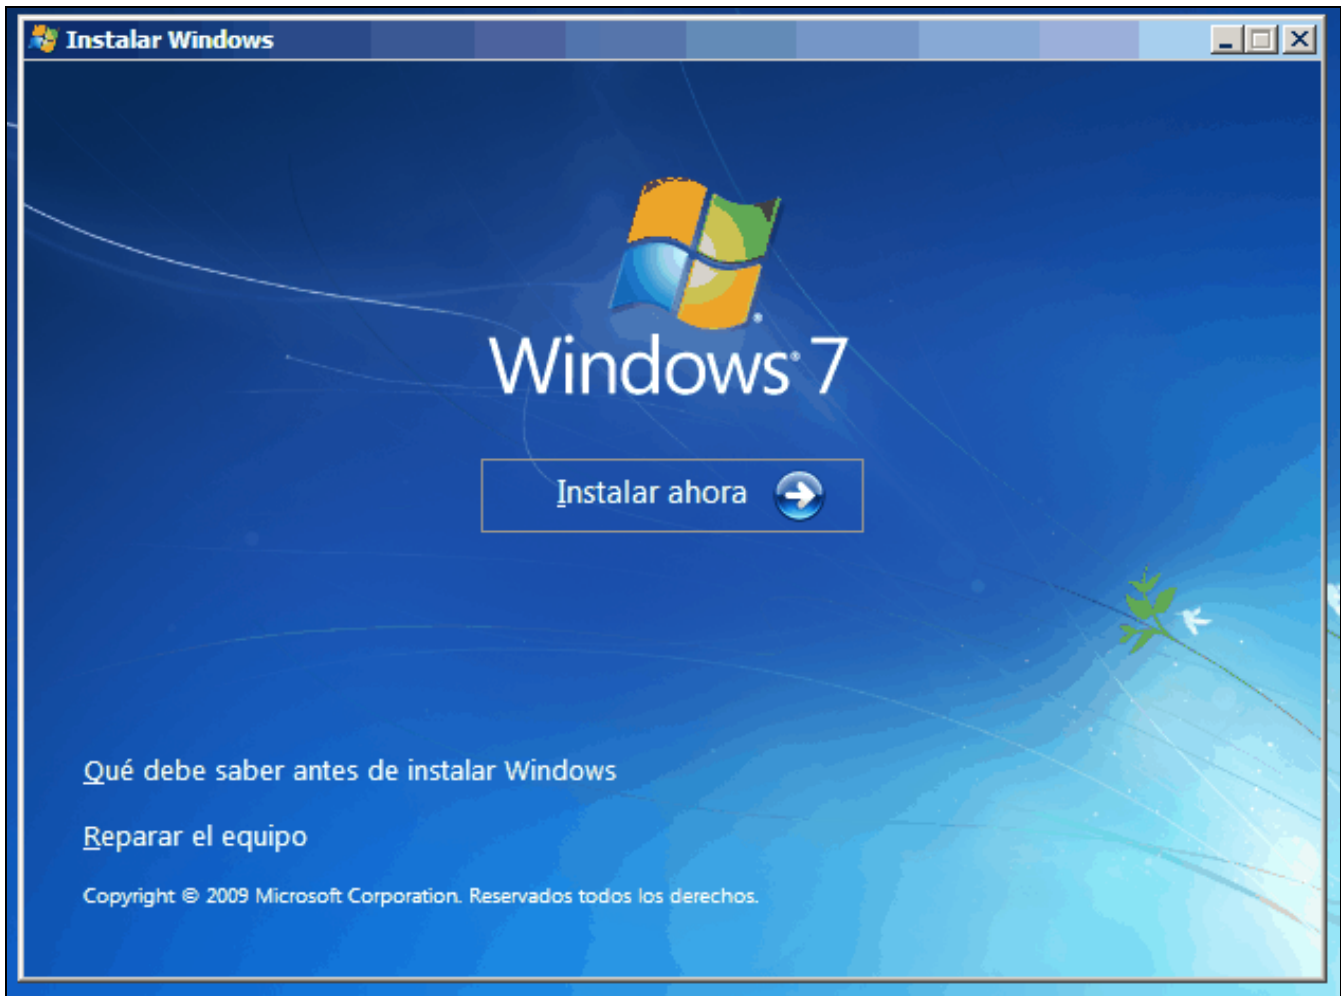 Instalar Windows
Windows® 7
Instalar ahora
Qué debe saber antes de instalar Windows
Reparar el equipo
Copyright © 2009 Microsoft Corporation. Reservados todos los derechos.